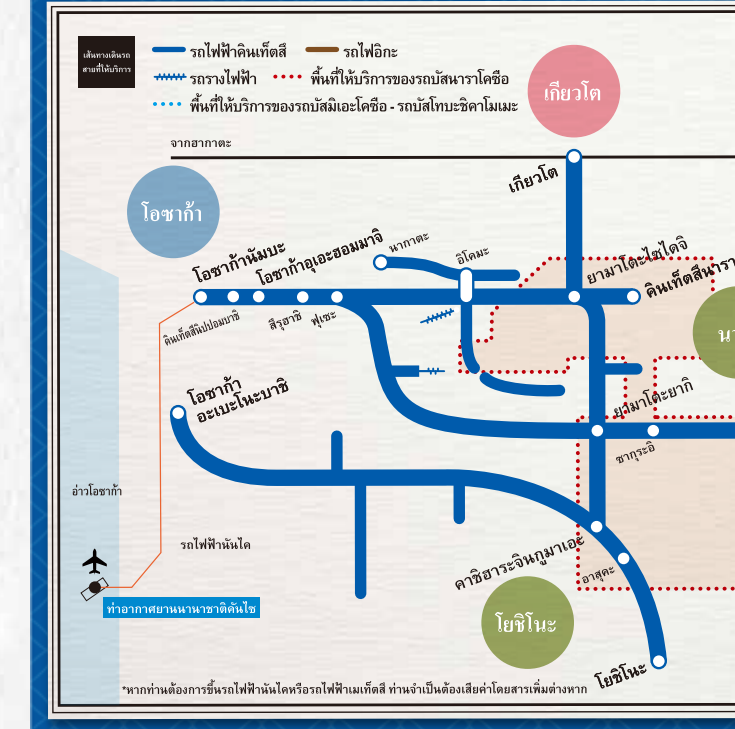 เส้นทางเดินรถ
สายที่ให้บริการ
รถไฟฟ้าคินเท็ตสึ
รถไฟอิกะ
รถรางไฟฟ้า
พื้นที่ให้บริการของรถบัสนาราโคซือ
พื้นที่ให้บริการของรถบัสมิเอะโคซือ - รถบัสโทบะชิคาโมเมะ
เกียวโต
จากฮากาตะ
เกียวโต
โอซาก้า
โอซาก้านัมบะ
โอซาก้าอุเอะฮอมมาจิ
นากาตะ
อิโคมะ
ยามาโตะไซไดจิ
คินเท็ตสึนารา
คินเท็ตสึนิปปอมบาชิ
สึรุฮาชิ
ฟุเซะ
นา
โอซาก้า
อะเบะโนะบาชิ
ยามาโตะยากิ
ซากุระอิ
อ่าวโอซาก้า
รถไฟฟ้านันไค
คาชิฮาระจินกูมาเอะ
อาสุคะ
ท่าอากาศยานนานาชาติคันไซ
โยชิโนะ
โยชิโนะ
*หากท่านต้องการขึ้นรถไฟฟ้านันไคหรือรถไฟฟ้าเมเท็ตสึ ท่านจำเป็นต้องเสียค่าโดยสารเพิ่มต่างหาก